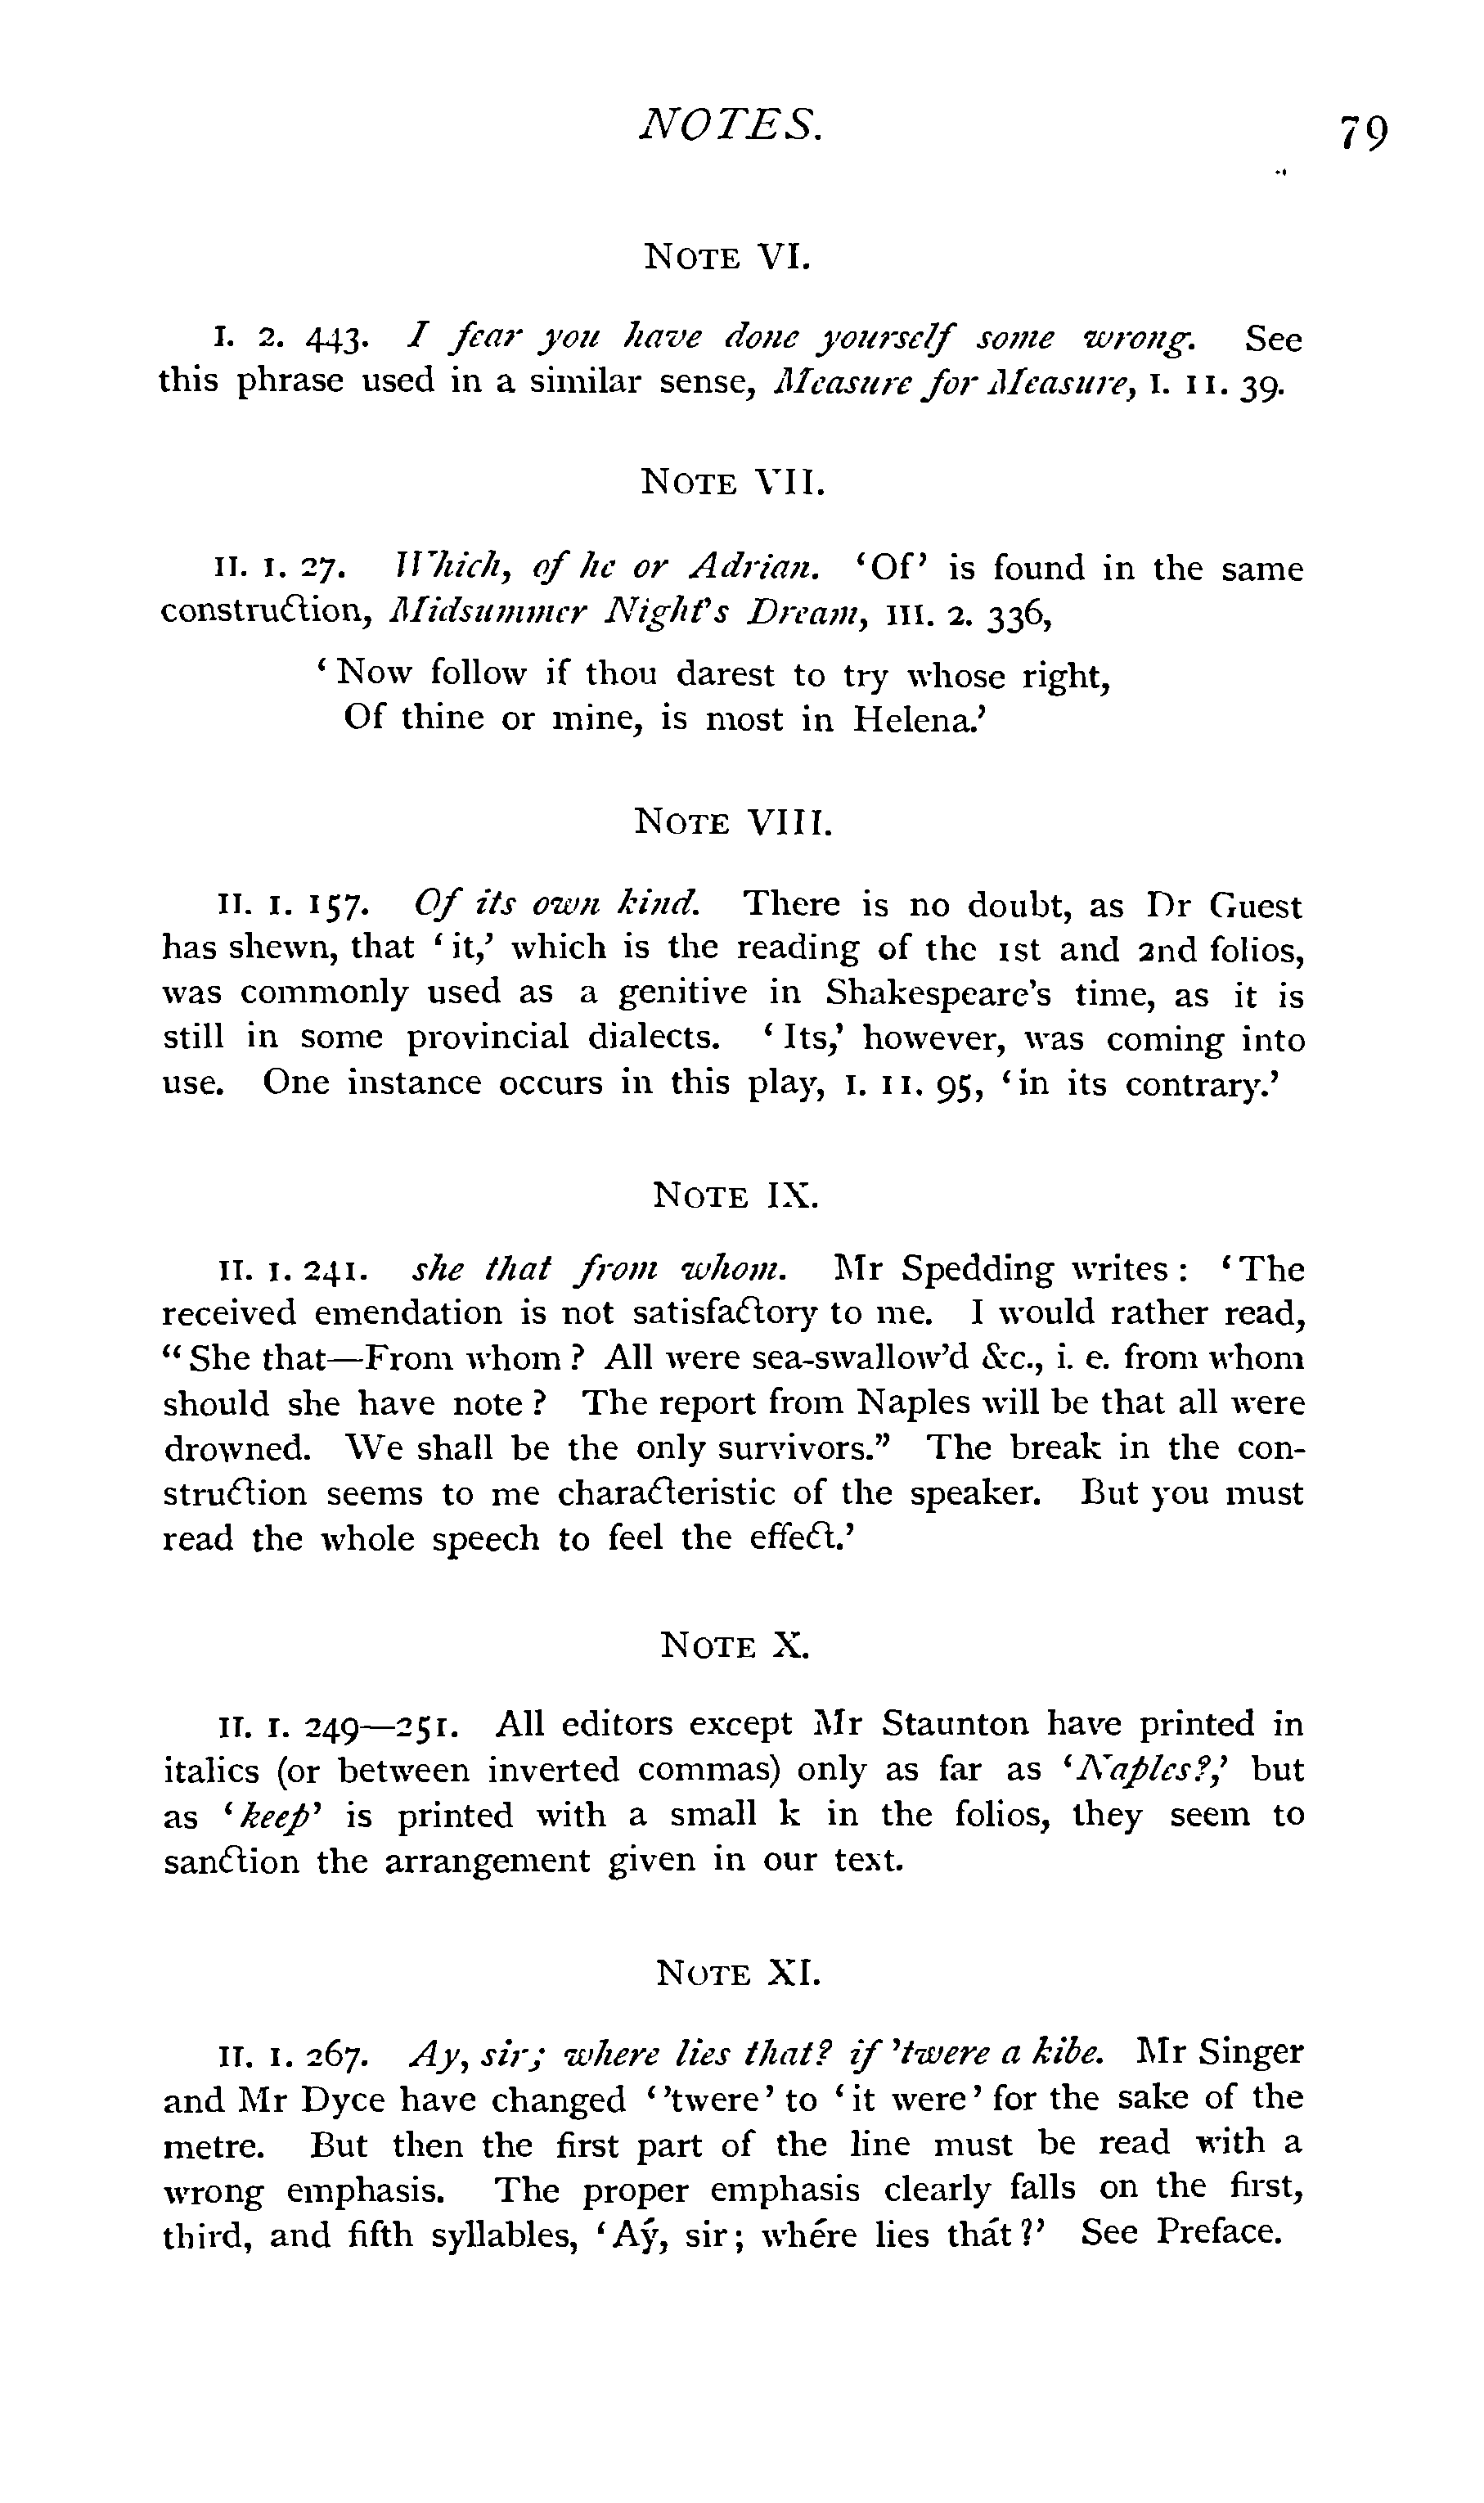 NOTES. 79
NOTE VI.
I. 2. 443. I fear you have done yourself some wrong. See
this phrase used in a similar sense, Measure for Measure, I. 11. 39.
NOTE VII.
II. 1. 27. Which, of he or Adrian. ‘Of’ is found in the same
construction, Midsummer Night's Dream, III. 2. 336,
‘Now follow if thou darest to try whose right,
Of thine or mine, is most in Helena.’
NOTE VIII.
II. 1. 157. Of its own kind. There is no doubt, as Dr Guest
has shewn, that ‘it,’ which is the reading of the 1st and 2nd folios,
was commonly used as a genitive in Shakespeare’s time, as it is
still in some provincial dialects. ‘Its,’ however, was coming into
use. One instance occurs in this play, I. 11. 95, ‘in its contrary.’
NOTE IX.
II. 1. 241. she that from whom. Mr Spedding writes: ‘The
received emendation is not satisfactory to me. I would rather read,
“She that—From whom? All were sea-swallow’d &c., i. e. from whom
should she have note? The report from Naples will be that all were
drowned. We shall be the only survivors.” The break in the con-
struction seems to me characteristic of the speaker. But you must
read the whole speech to feel the effect.’
NOTE X.
II. 1. 249—251. All editors except Mr Staunton have printed in
italics (or between inverted commas) only as far as ‘Naples?,’ but
as ‘keep’ is printed with a small k in the folios, they seem to
sanction the arrangement given in our text.
NOTE XI.
II. 1. 267. Ay, sir; where lies that? if ’twere a kibe. Mr Singer
and Mr Dyce have changed ‘’twere’ to ‘it were’ for the sake of the
metre. But then the first part of the line must be read with a
wrong emphasis. The proper emphasis clearly falls on the first,
third, and fifth syllables, ‘Aý, sir; whére lies thát?’ See Preface.